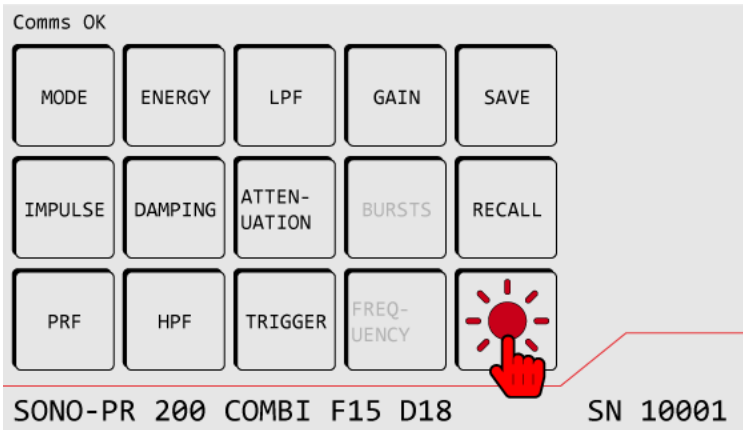 Comms OK
MODE ENERGY LPF GAIN SAVE
IMPULSE DAMPING ATTEN-
UATION BURSTS RECALL
PRF HPF TRIGGER FREQ-
UENCY
SONO-PR 200 COMBI F15 D18 SN 10001